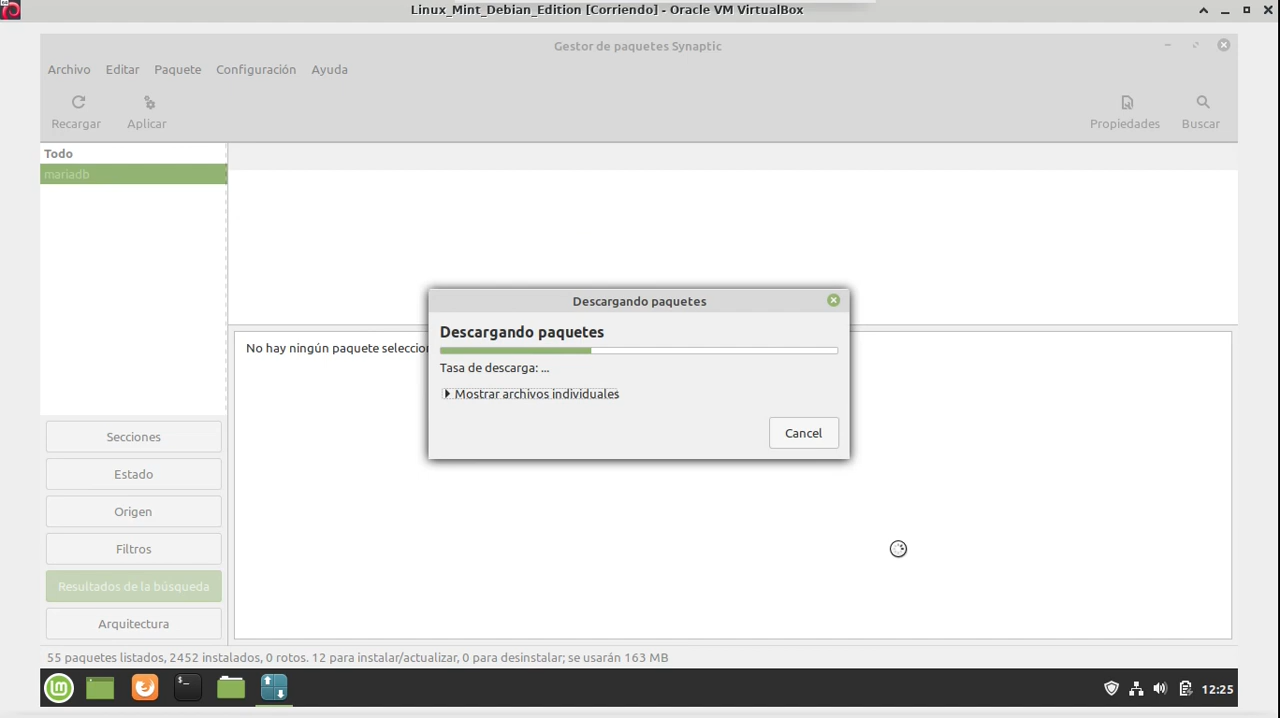 Linux_Mint_Debian_Edition [Corriendo] - Oracle VM VirtualBox
Gestor de paquetes Synaptic
Archivo Editar Paquete Configuración Ayuda
Recargar Aplicar Propiedades Buscar
Todo
mariadb
Descargando paquetes
Descargando paquetes
No hay ningún paquete seleccion
Tasa de descarga: ...
Mostrar archivos individuales
Cancel
Secciones
Estado
Origen
Filtros
Resultados de la búsqueda
Arquitectura
55 paquetes listados, 2452 instalados, 0 rotos. 12 para instalar/actualizar, 0 para desinstalar; se usarán 163 MB
12:25